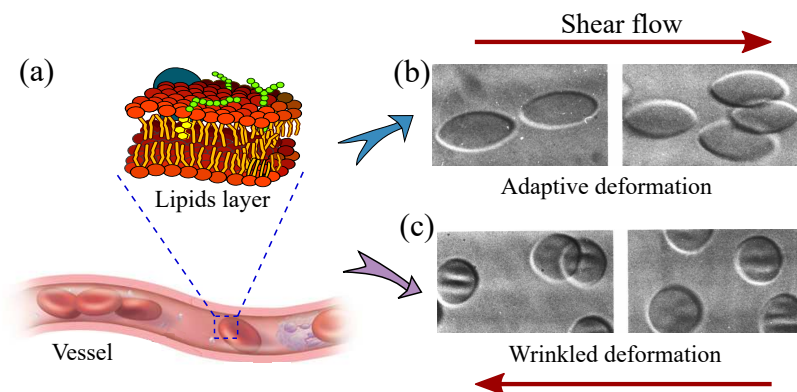 Shear flow
(a)
(b)
Lipids layer
Adaptive deformation
(c)
Vessel
Wrinkled deformation